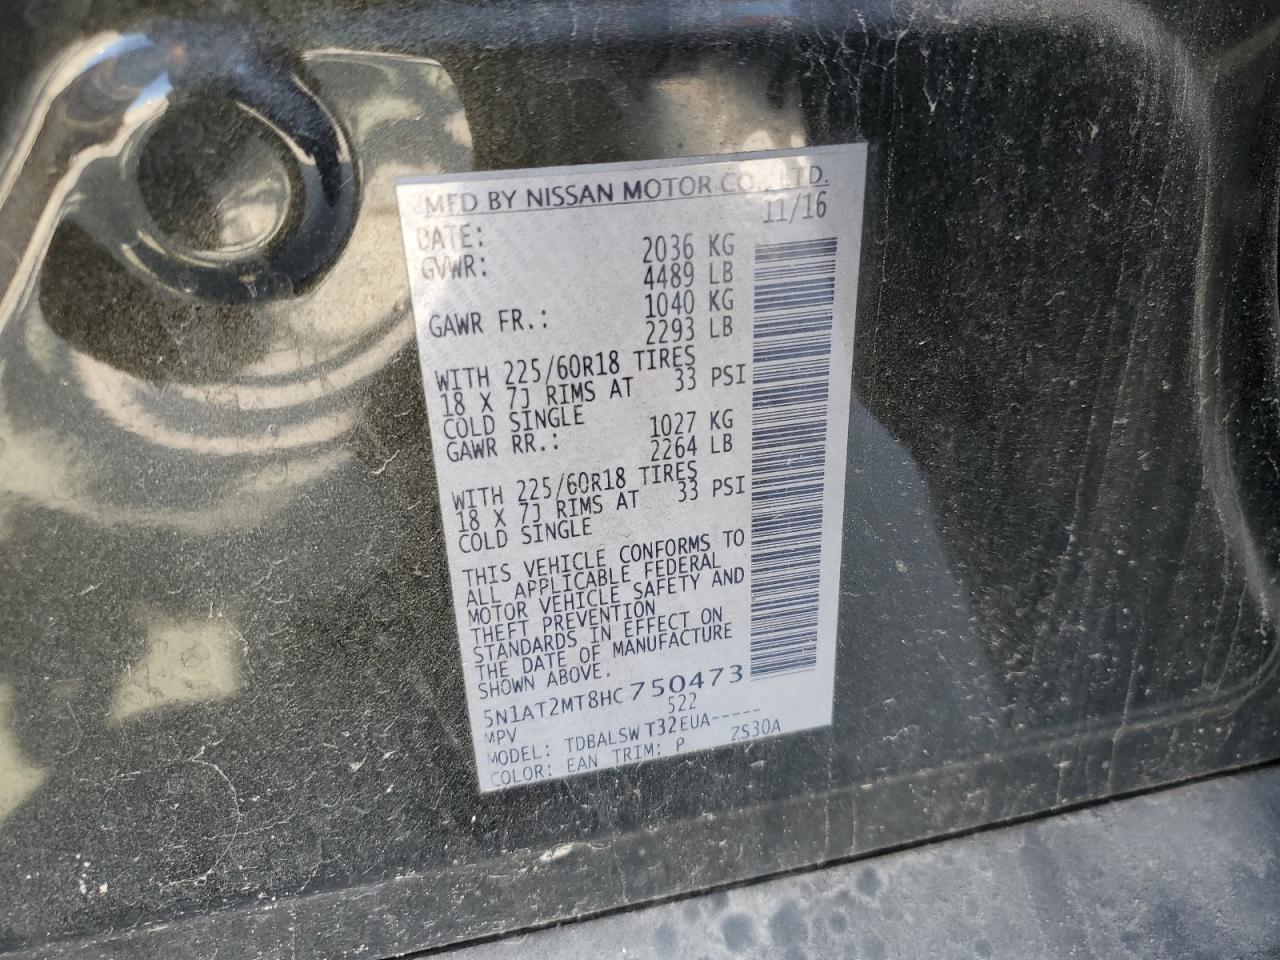 MFD BY NISSAN MOTOR CO., LTD.
DATE: 11/16
GVWR: 2036 KG
4489 LB
GAWR FR.: 1040 KG
2293 LB
WITH 225/60R18 TIRES
18 X 7J RIMS AT 33 PSI
COLD SINGLE
GAWR RR.: 1027 KG
2264 LB
WITH 225/60R18 TIRES
18 X 7J RIMS AT 33 PSI
COLD SINGLE
THIS VEHICLE CONFORMS TO
ALL APPLICABLE FEDERAL
MOTOR VEHICLE SAFETY AND
THEFT PREVENTION
STANDARDS IN EFFECT ON
THE DATE OF MANUFACTURE
SHOWN ABOVE.
5N1AT2MT8HC750473
MPV 522
MODEL: TDBALSW T32EUA-----
COLOR: EAN TRIM: P ZS30A